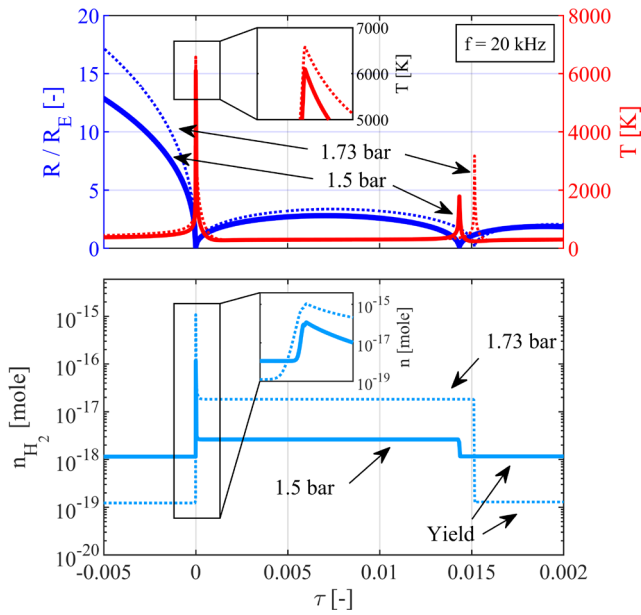 20
15
10
5
0
R / R_E [-]
7000
6000
5000
T [K]
f = 20 kHz
1.73 bar
1.5 bar
8000
6000
4000
2000
0
T [K]
10^-15
10^-16
10^-17
10^-18
10^-19
10^-20
n_H2 [mole]
10^-15
10^-17
10^-19
n [mole]
1.73 bar
1.5 bar
Yield
-0.005
0
0.005
0.01
0.015
0.002
τ [-]